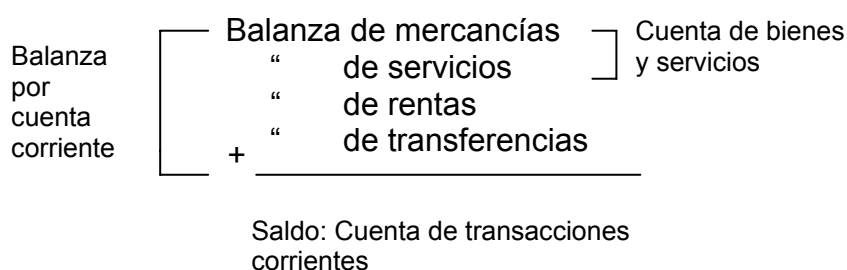 Balanza
por
cuenta
corriente
Balanza de mercancías
“ de servicios
“ de rentas
“ de transferencias
+
Cuenta de bienes
y servicios
Saldo: Cuenta de transacciones
corrientes